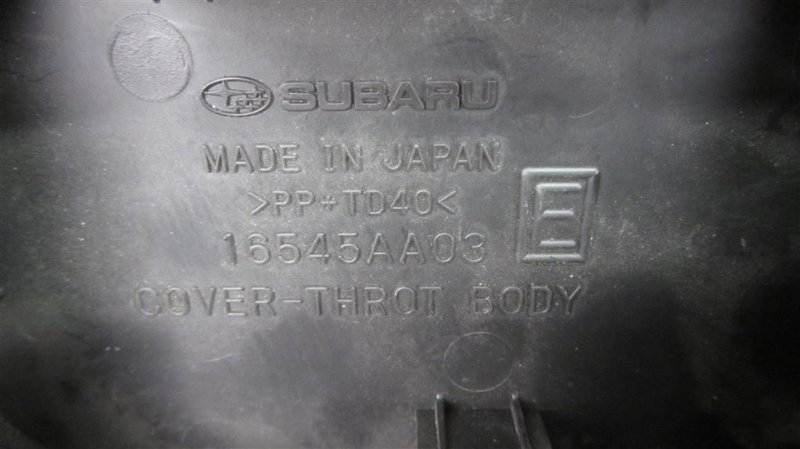 SUBARU
MADE IN JAPAN
>PP+TD40<
16545AA03
E
COVER-THROT BODY